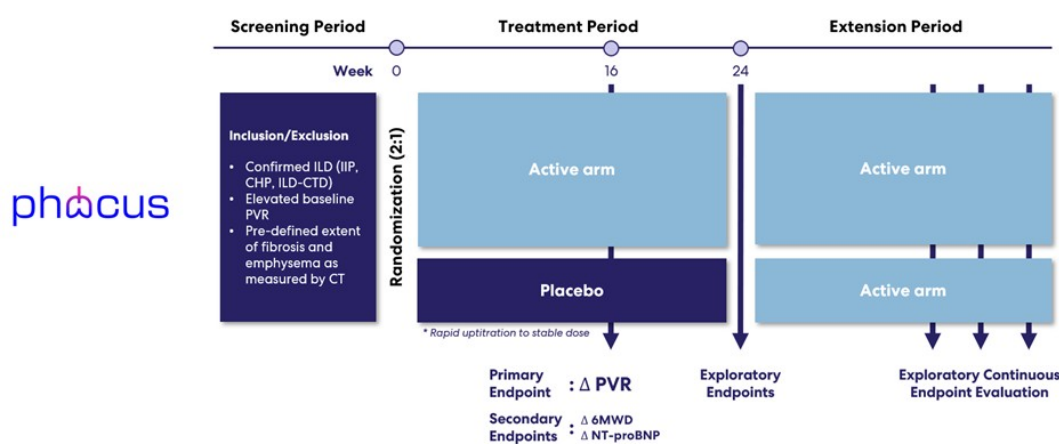 Screening Period
Treatment Period
Extension Period
Week
0
16
24
phocus
Inclusion/Exclusion
• Confirmed ILD (IIP,
CHP, ILD-CTD)
• Elevated baseline
PVR
• Pre-defined extent
of fibrosis and
emphysema as
measured by CT
Randomization (2:1)
Active arm
Placebo
* Rapid uptitration to stable dose
Active arm
Active arm
Primary
Endpoint
: Δ PVR
Secondary
Endpoints
: Δ 6MWD
Δ NT-proBNP
Exploratory
Endpoints
Exploratory Continuous
Endpoint Evaluation